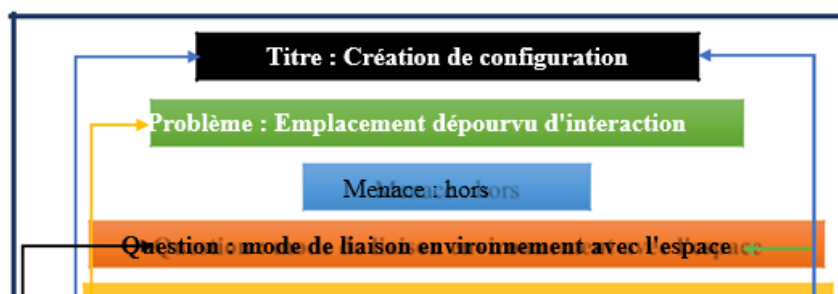 Titre : Création de configuration
Problème : Emplacement dépourvu d'interaction
Menace : hors
Question : mode de liaison environnement avec l'espace